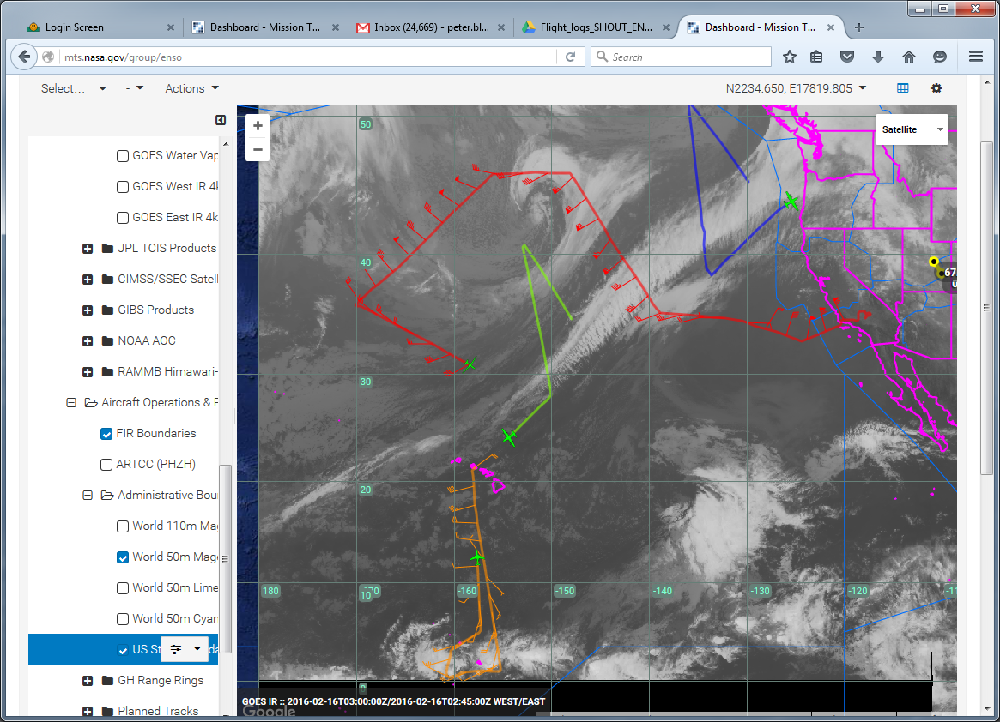 Login Screen
Dashboard - Mission T...
Inbox (24,669) - peter.bl...
Flight_logs_SHOUT_EN...
Dashboard - Mission T...
mts.nasa.gov/group/enso
Search
Select...
-
Actions
N2234.650, E17819.805
+
−
Satellite
GOES Water Vap
GOES West IR 4k
GOES East IR 4k
JPL TCIS Products
CIMSS/SSEC Satell
GIBS Products
NOAA AOC
RAMMB Himawari-
Aircraft Operations & F
FIR Boundaries
ARTCC (PHZH)
Administrative Bou
World 110m Mag
World 50m Mage
World 50m Lime
World 50m Cyan
US St
da
GH Range Rings
Planned Tracks
50
40
30
20
10
0
180
-160
-150
-140
-130
-120
-11
67
0
GOES IR :: 2016-02-16T03:00:00Z/2016-02-16T02:45:00Z WEST/EAST
Google